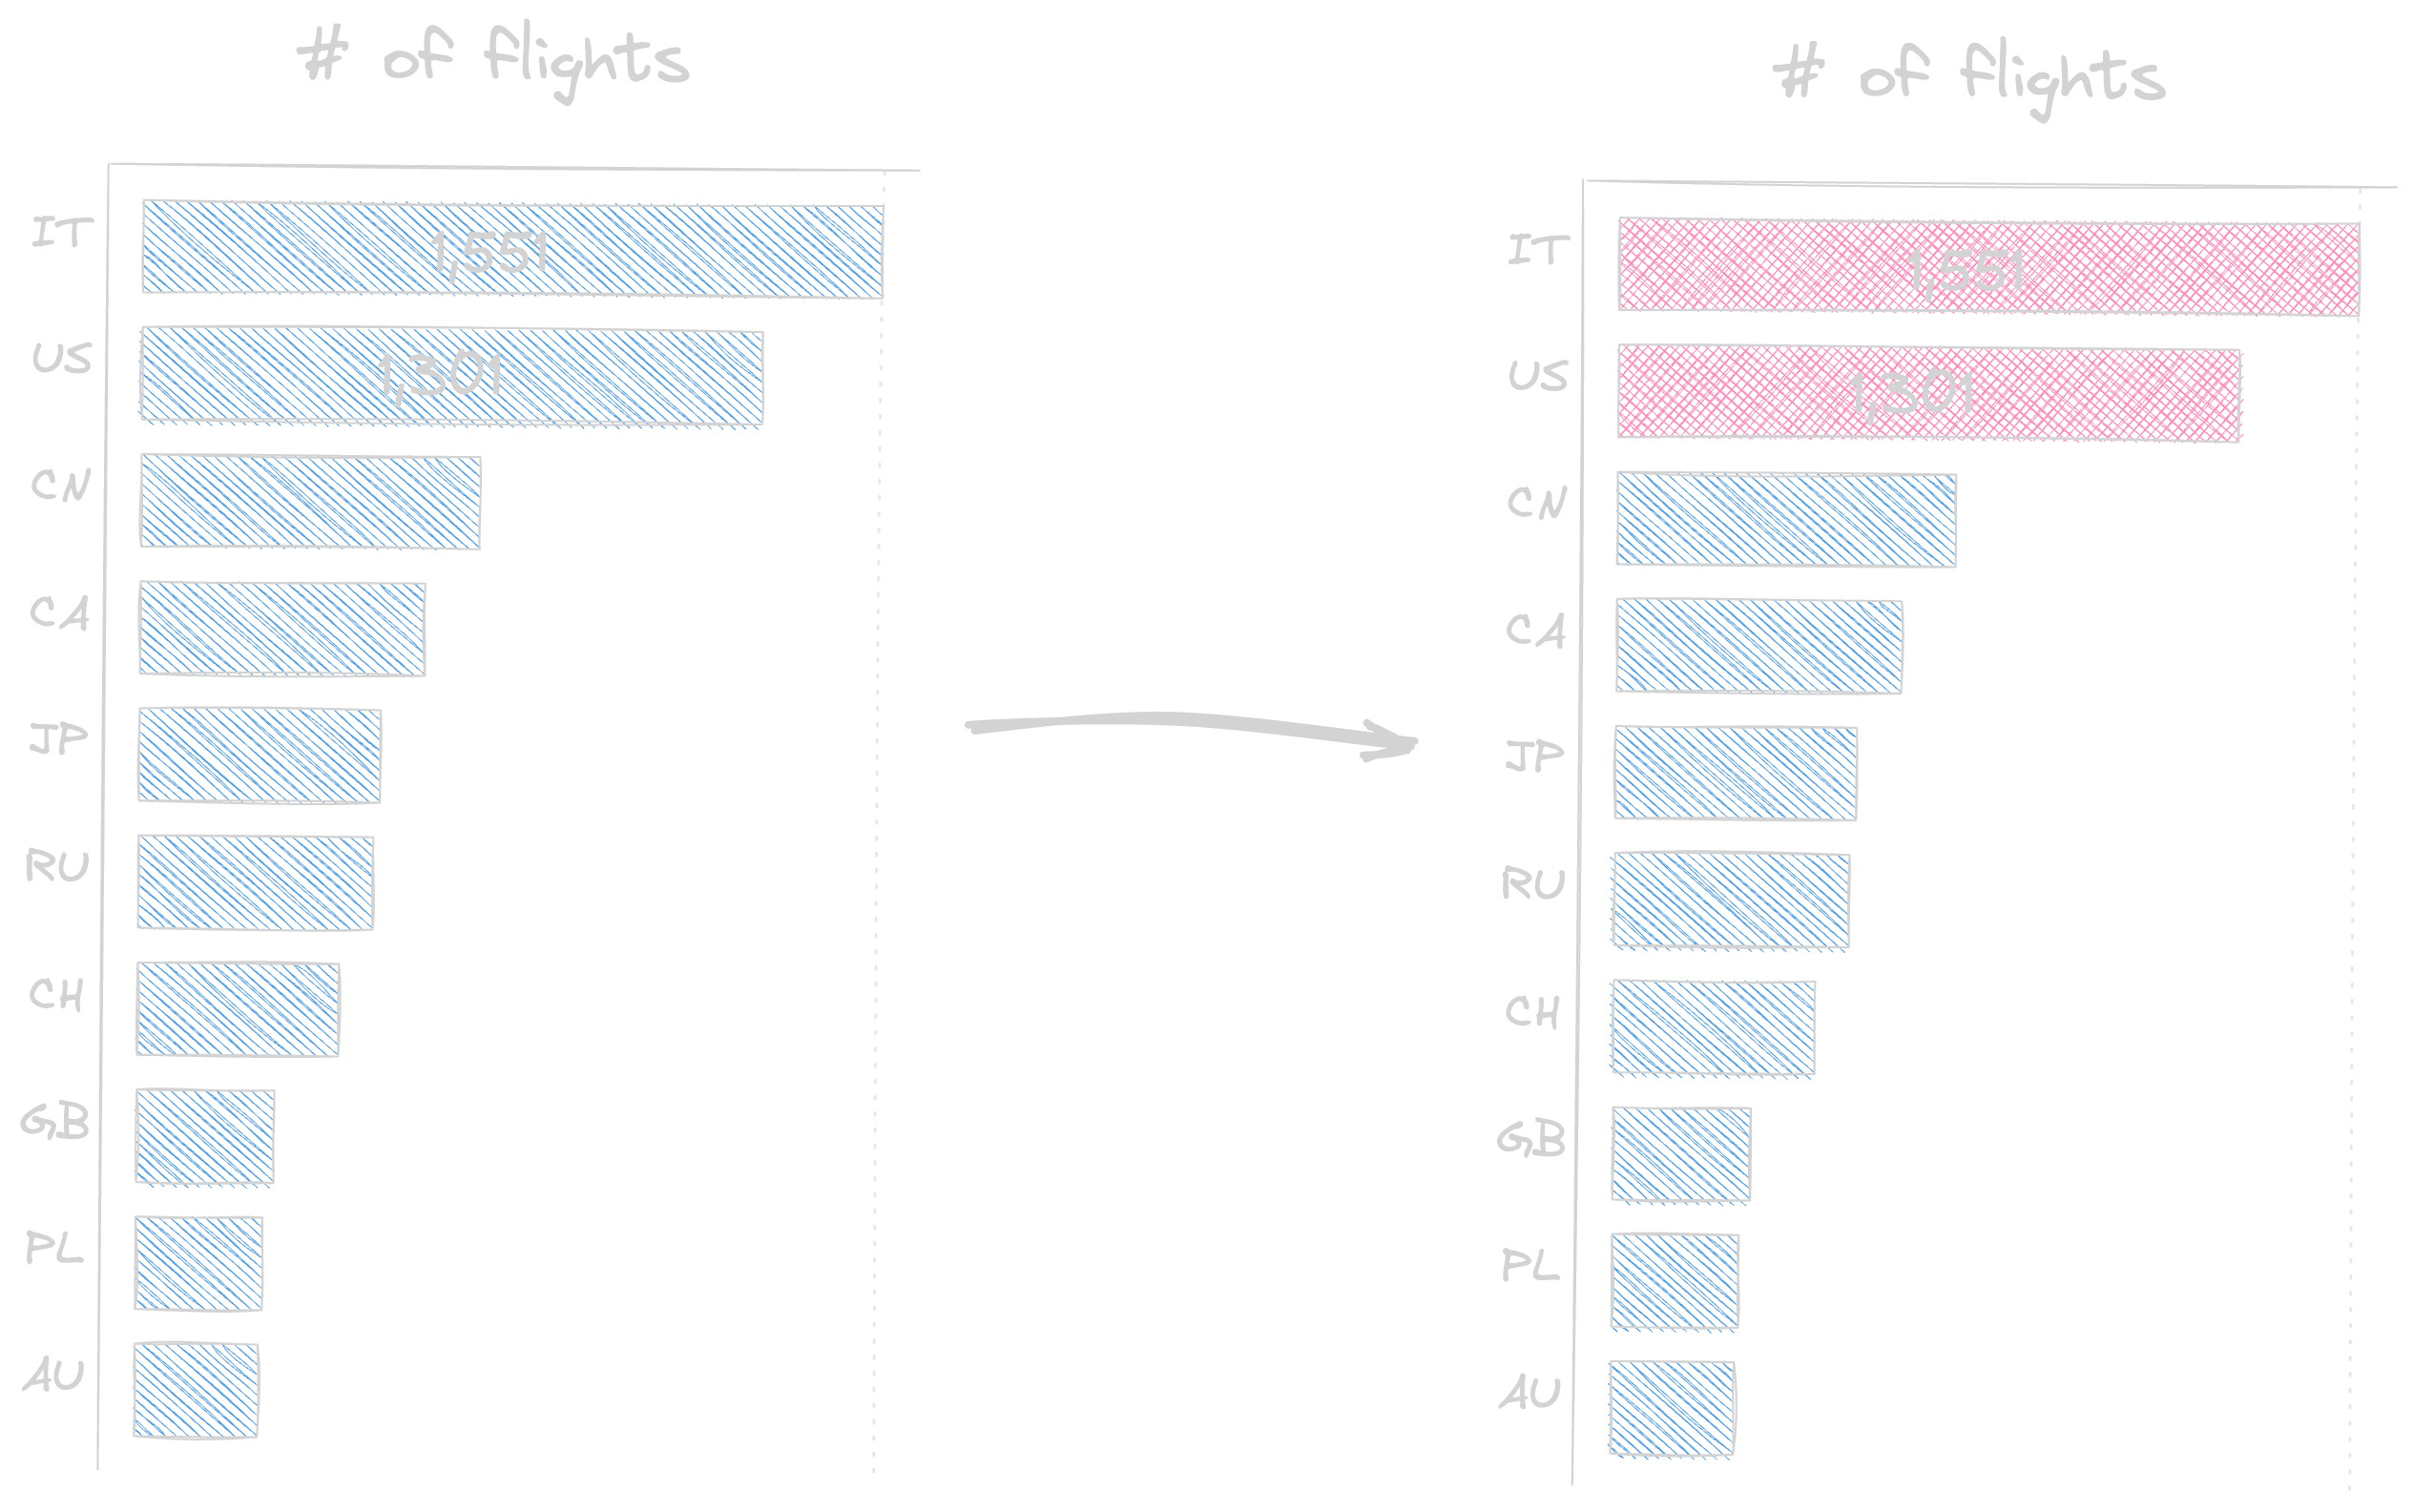 # of flights
IT
1,551
US
1,301
CN
CA
JP
RU
CH
GB
PL
AU
# of flights
IT
1,551
US
1,301
CN
CA
JP
RU
CH
GB
PL
AU